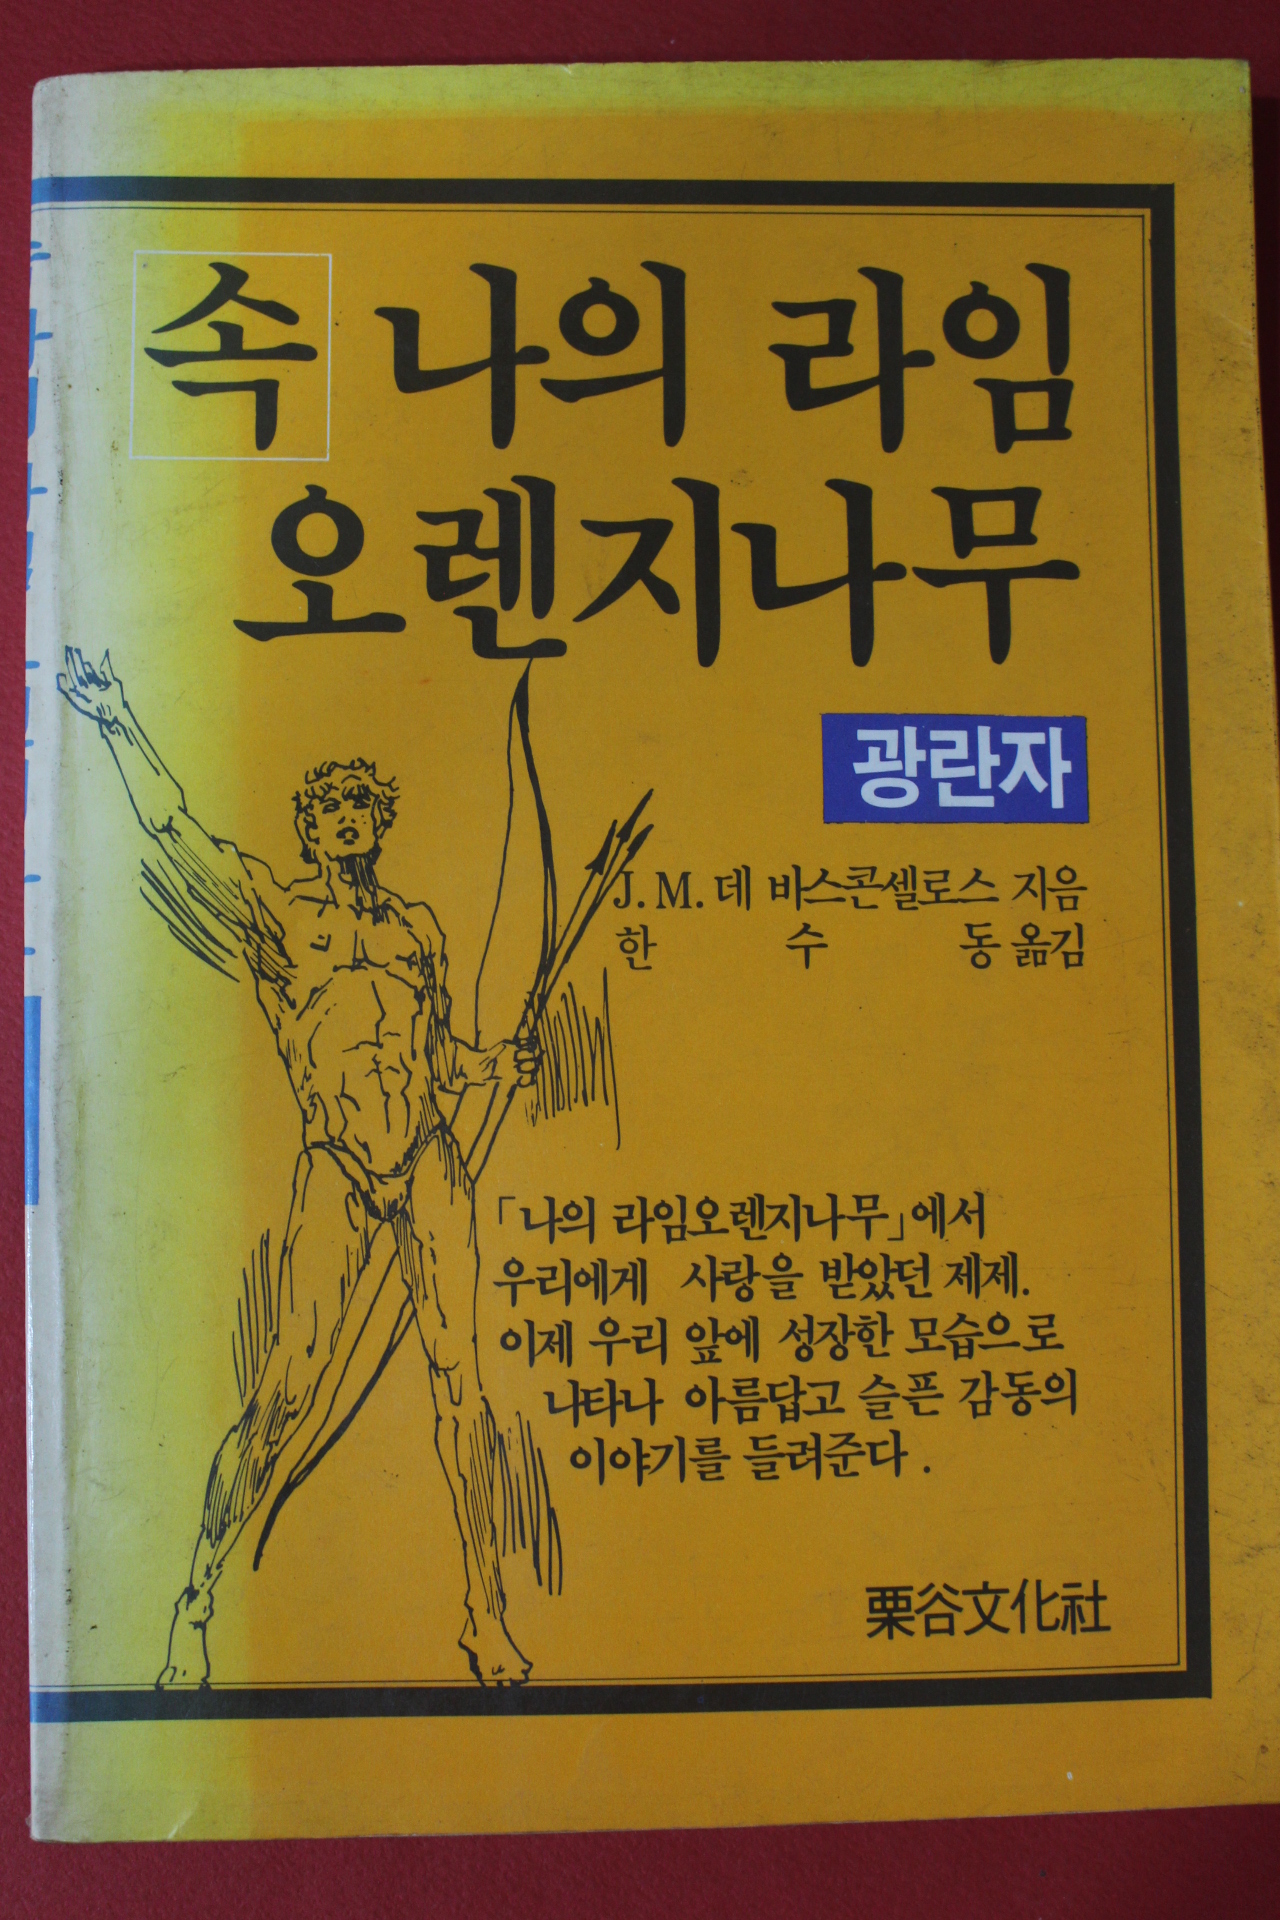 속 나의 라임
오렌지나무
광란자
J. M. 데 바스콘셀로스 지음
한 수 동 옮김
「나의 라임오렌지나무」에서
우리에게 사랑을 받았던 제제.
이제 우리 앞에 성장한 모습으로
나타나 아름답고 슬픈 감동의
이야기를 들려준다.
栗谷文化社